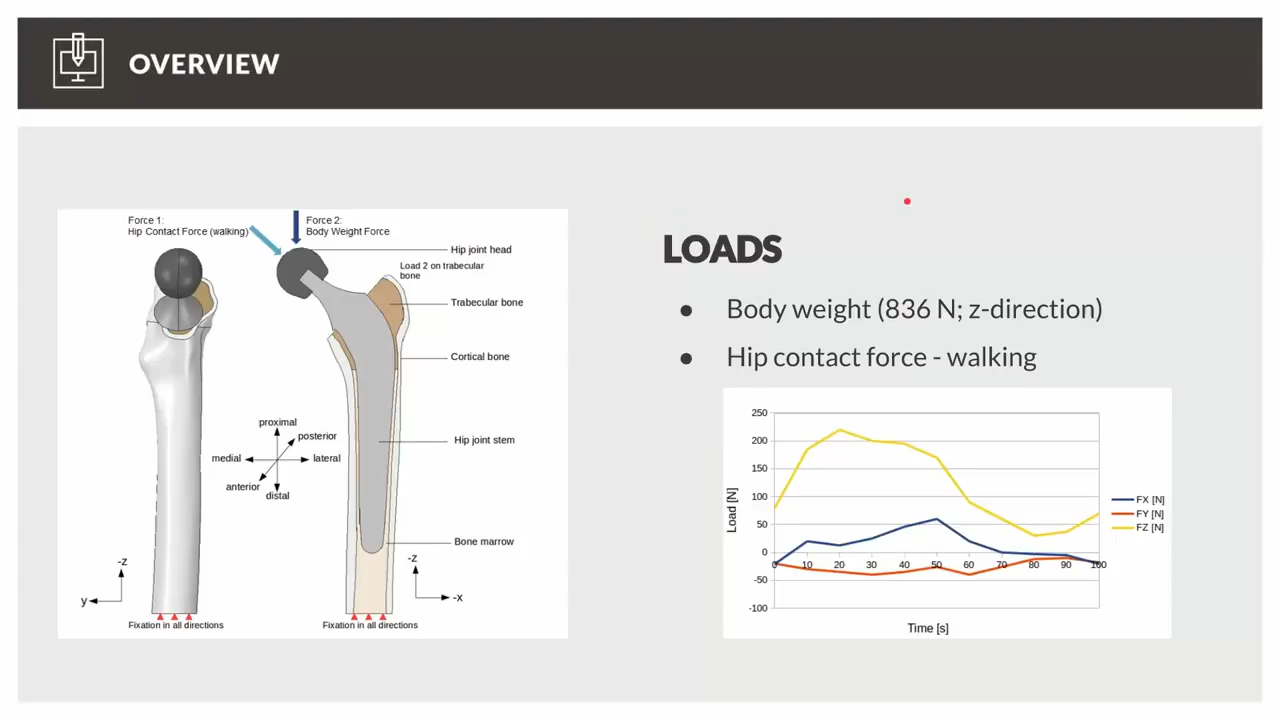 OVERVIEW
Force 1:
Hip Contact Force (walking)
Force 2:
Body Weight Force
Hip joint head
Load 2 on trabecular
bone
Trabecular bone
Cortical bone
proximal
posterior
medial
lateral
anterior
distal
Hip joint stem
Bone marrow
-z
y
-z
-x
Fixation in all directions
Fixation in all directions
LOADS
● Body weight (836 N; z-direction)
● Hip contact force - walking
250
200
150
100
50
0
-50
-100
Load [N]
0 10 20 30 40 50 60 70 80 90 100
Time [s]
FX [N]
FY [N]
FZ [N]